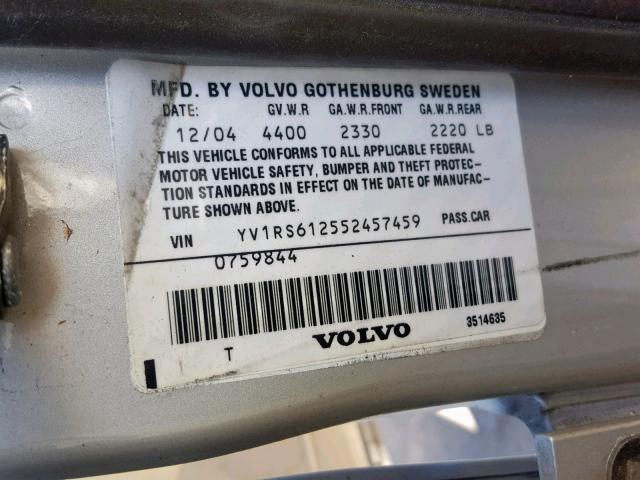 MFD. BY VOLVO GOTHENBURG SWEDEN
DATE: GV.W.R GA.W.R.FRONT GA.W.R.REAR
12/04 4400 2330 2220 LB
THIS VEHICLE CONFORMS TO ALL APPLICABLE FEDERAL
MOTOR VEHICLE SAFETY, BUMPER AND THEFT PROTEC-
TION STANDARDS IN EFFECT ON THE DATE OF MANUFAC-
TURE SHOWN ABOVE.
VIN YV1RS612552457459 PASS.CAR
0759844
T VOLVO 3514635